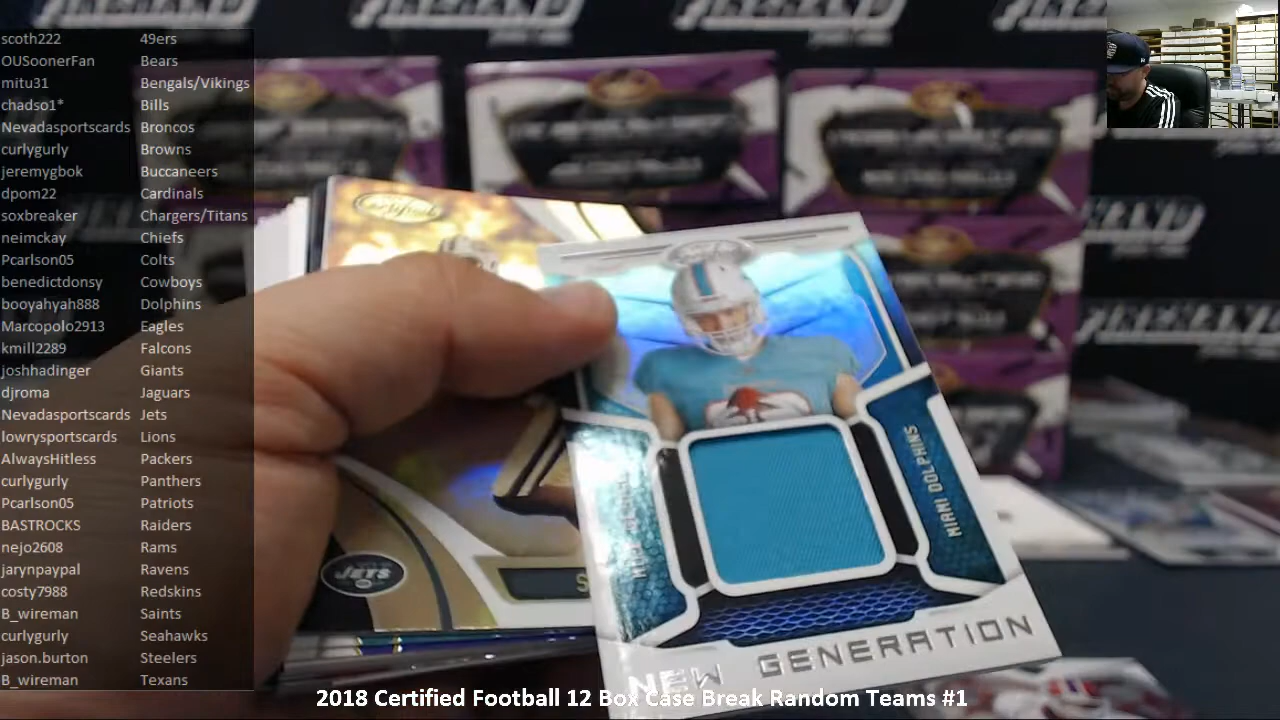 scoth222 49ers
OUSoonerFan Bears
mitu31 Bengals/Vikings
chadso1* Bills
Nevadasportscards Broncos
curlygurly Browns
jeremygbok Buccaneers
dpom22 Cardinals
soxbreaker Chargers/Titans
neimckay Chiefs
Pcarlson05 Colts
benedictdonsy Cowboys
booyahyah888 Dolphins
Marcopolo2913 Eagles
kmill2289 Falcons
joshhadinger Giants
djroma Jaguars
Nevadasportscards Jets
lowrysportscards Lions
AlwaysHitless Packers
curlygurly Panthers
Pcarlson05 Patriots
BASTROCKS Raiders
nejo2608 Rams
jarynpaypal Ravens
costy7988 Redskins
B_wireman Saints
curlygurly Seahawks
jason.burton Steelers
B_wireman Texans
JETS
MIAMI DOLPHINS
NEW GENERATION
2018 Certified Football 12 Box Case Break Random Teams #1